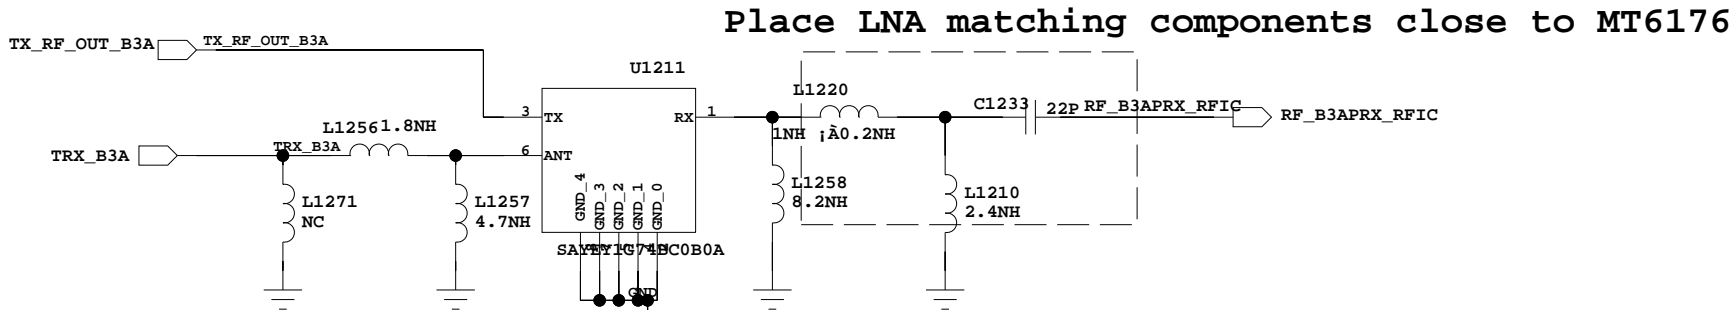 Place LNA matching components close to MT6176
TX_RF_OUT_B3A
TX_RF_OUT_B3A
U1211
L1220
1NH ¡À0.2NH
C1233
22P
RF_B3APRX_RFIC
RF_B3APRX_RFIC
3
TX
RX
1
L1256
1.8NH
TRX_B3A
TRX_B3A
6
ANT
L1271
NC
L1257
4.7NH
GND_4
GND_3
GND_2
GND_1
GND_0
L1258
8.2NH
L1210
2.4NH
SAYEY1G74BC0B0A
GND